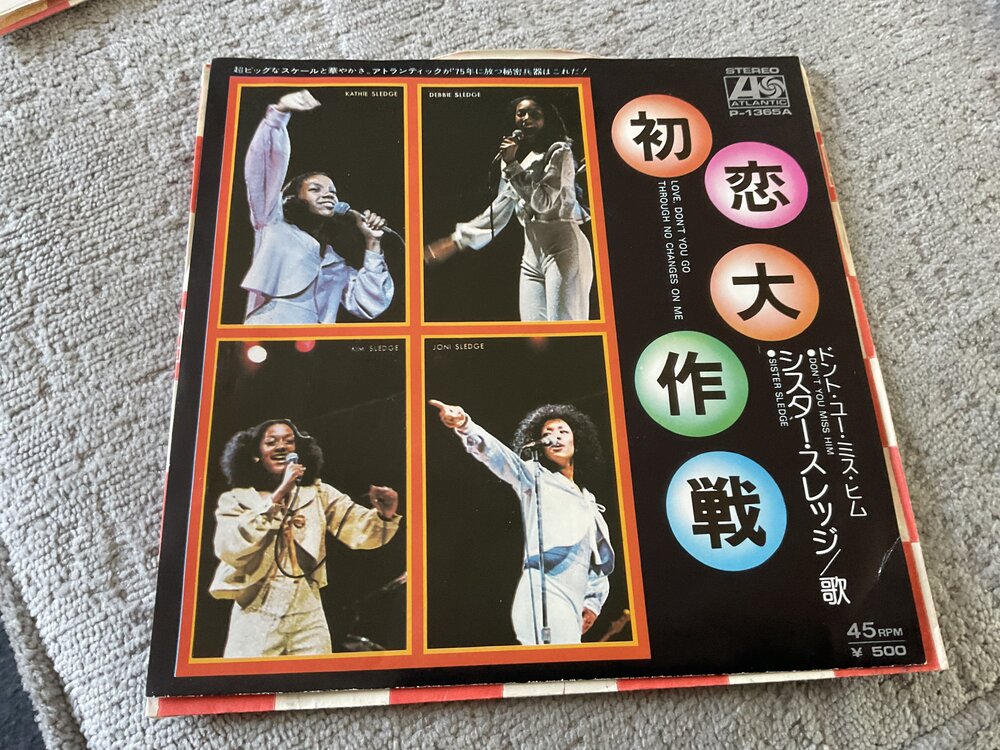 超ビッグなスケールと華やかさ。アトランティックが'75年に放つ秘密兵器はこれだ!
KATHIE SLEDGE
DEBBIE SLEDGE
KIM SLEDGE
JONI SLEDGE
STEREO
ATLANTIC
P-1365A
初恋大作戦
LOVE, DON'T YOU GO
THROUGH NO CHANGES ON ME
ドント・ユー・ミス・ヒム
●DON'T YOU MISS HIM
シスター・スレッジ/歌
●SISTER SLEDGE
45RPM
¥ 500